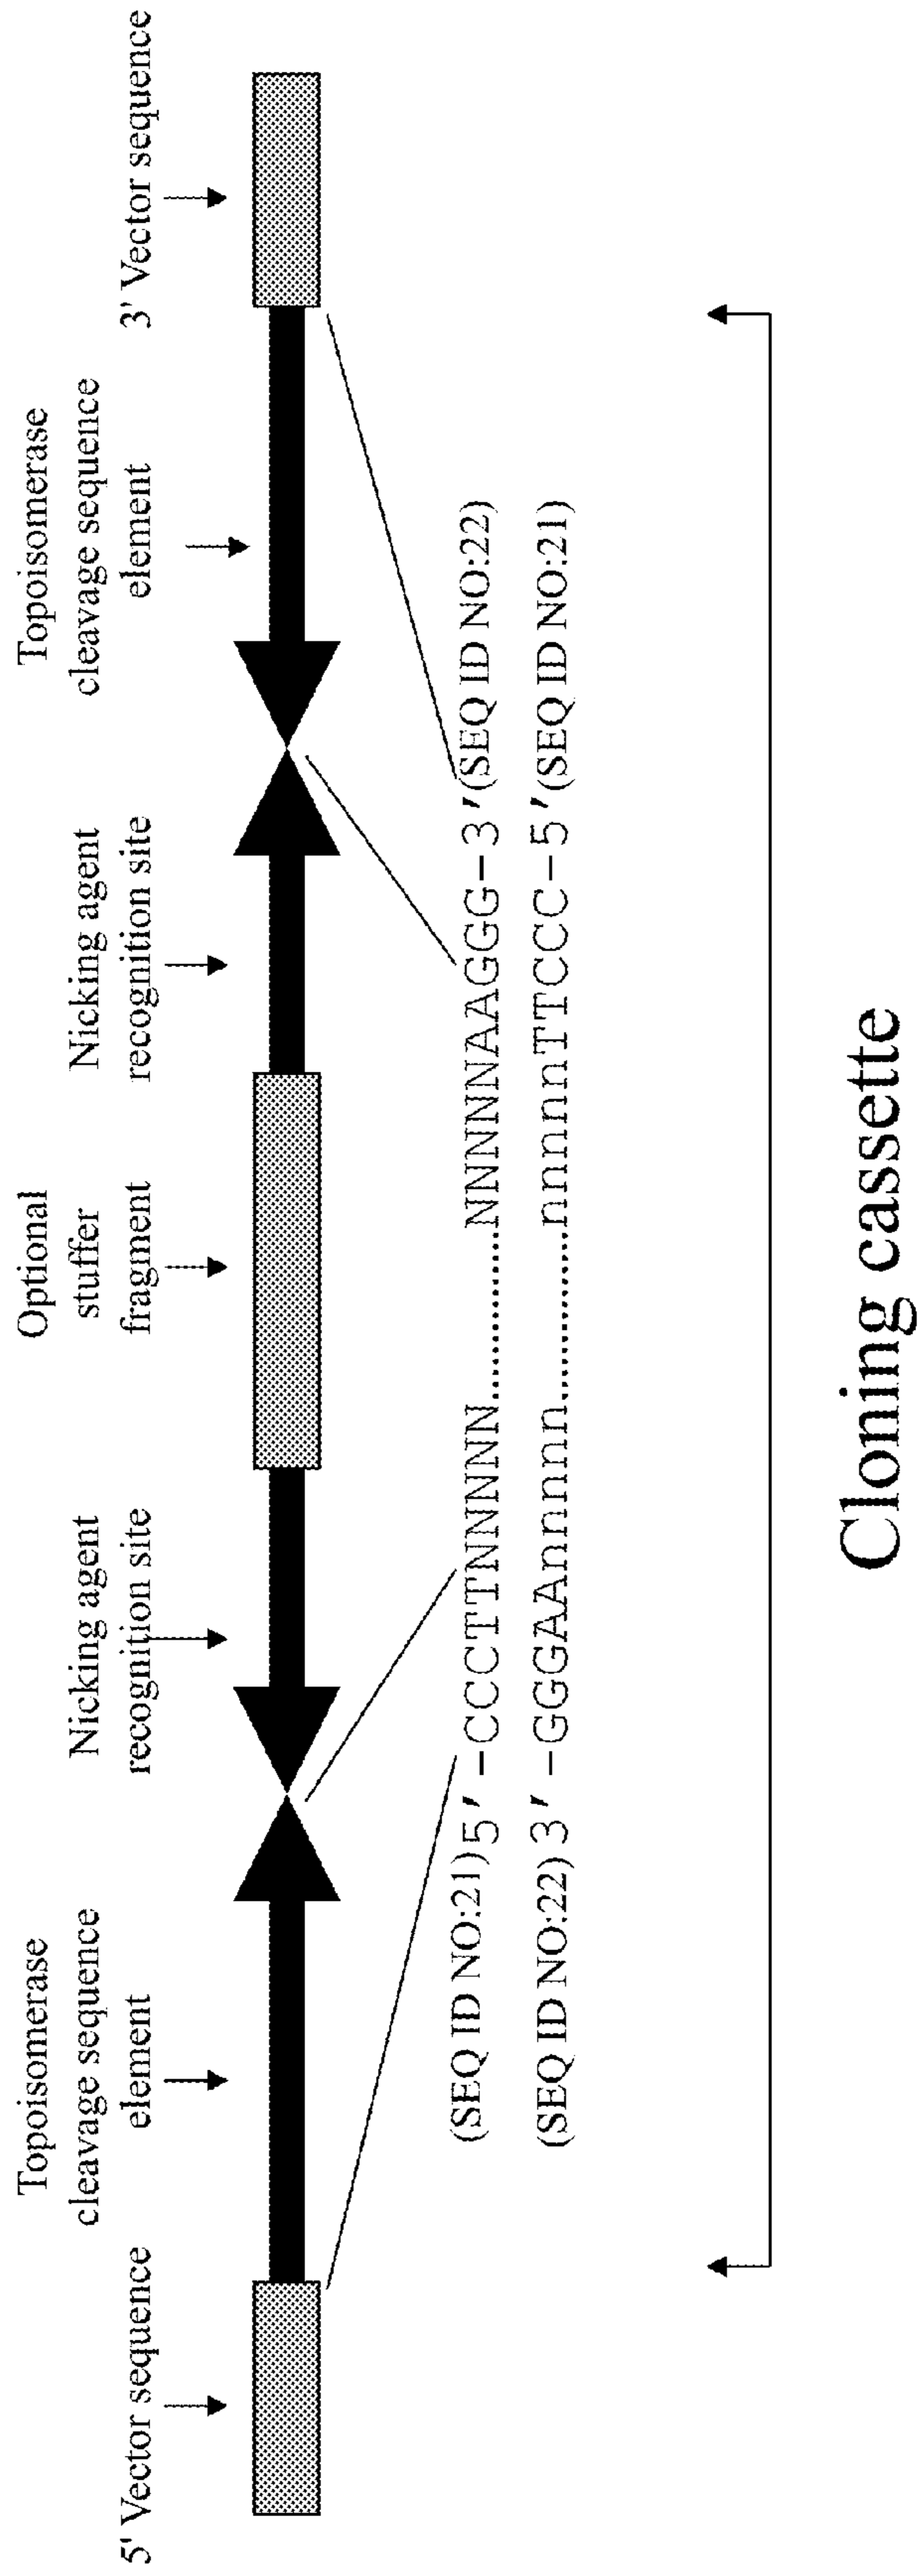 5' Vector sequence
Topoisomerase
cleavage sequence
element
Nicking agent
recognition site
Optional
stuffer
fragment
Nicking agent
recognition site
Topoisomerase
cleavage sequence
element
3' Vector sequence
(SEQ ID NO:21) 5' -CCCTTNNNNN..............NNNNNAAGGG-3' (SEQ ID NO:22)
(SEQ ID NO:22) 3' -GGGAAnnnnn..............nnnnnTTCCC-5' (SEQ ID NO:21)
Cloning cassette